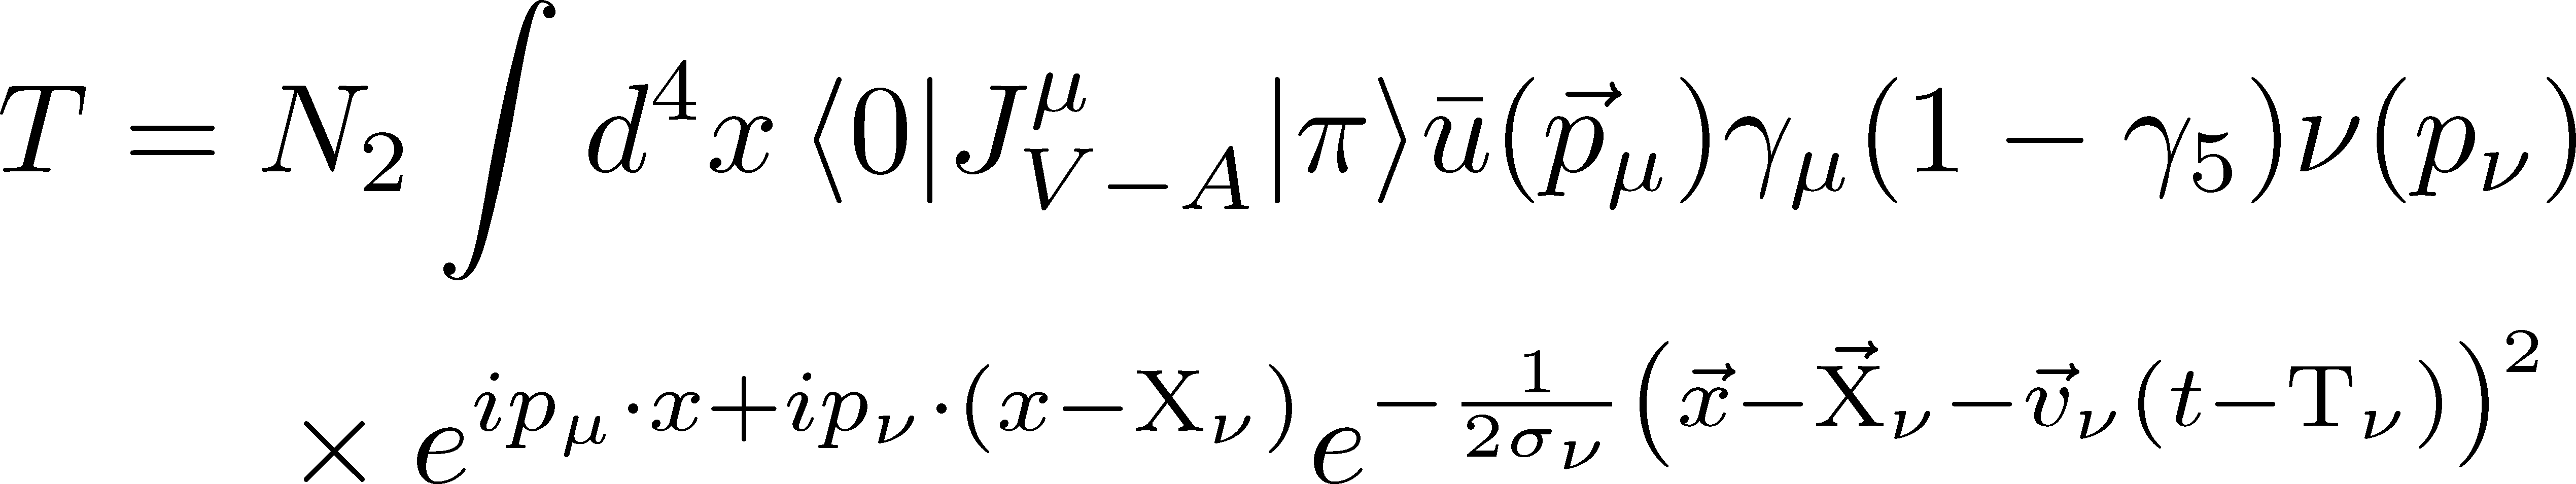 T = N_2 \int d^4x \, \langle 0 | J^{\mu}_{V-A} | \pi \rangle \bar{u}(\vec{p}_{\mu}) \gamma_{\mu} (1 - \gamma_5) \nu(p_{\nu})
\times e^{i p_{\mu} \cdot x + i p_{\nu} \cdot (x - \mathrm{X}_{\nu})} e^{-\frac{1}{2\sigma_{\nu}} \left( \vec{x} - \vec{\mathrm{X}}_{\nu} - \vec{v}_{\nu} (t - \mathrm{T}_{\nu}) \right)^2}